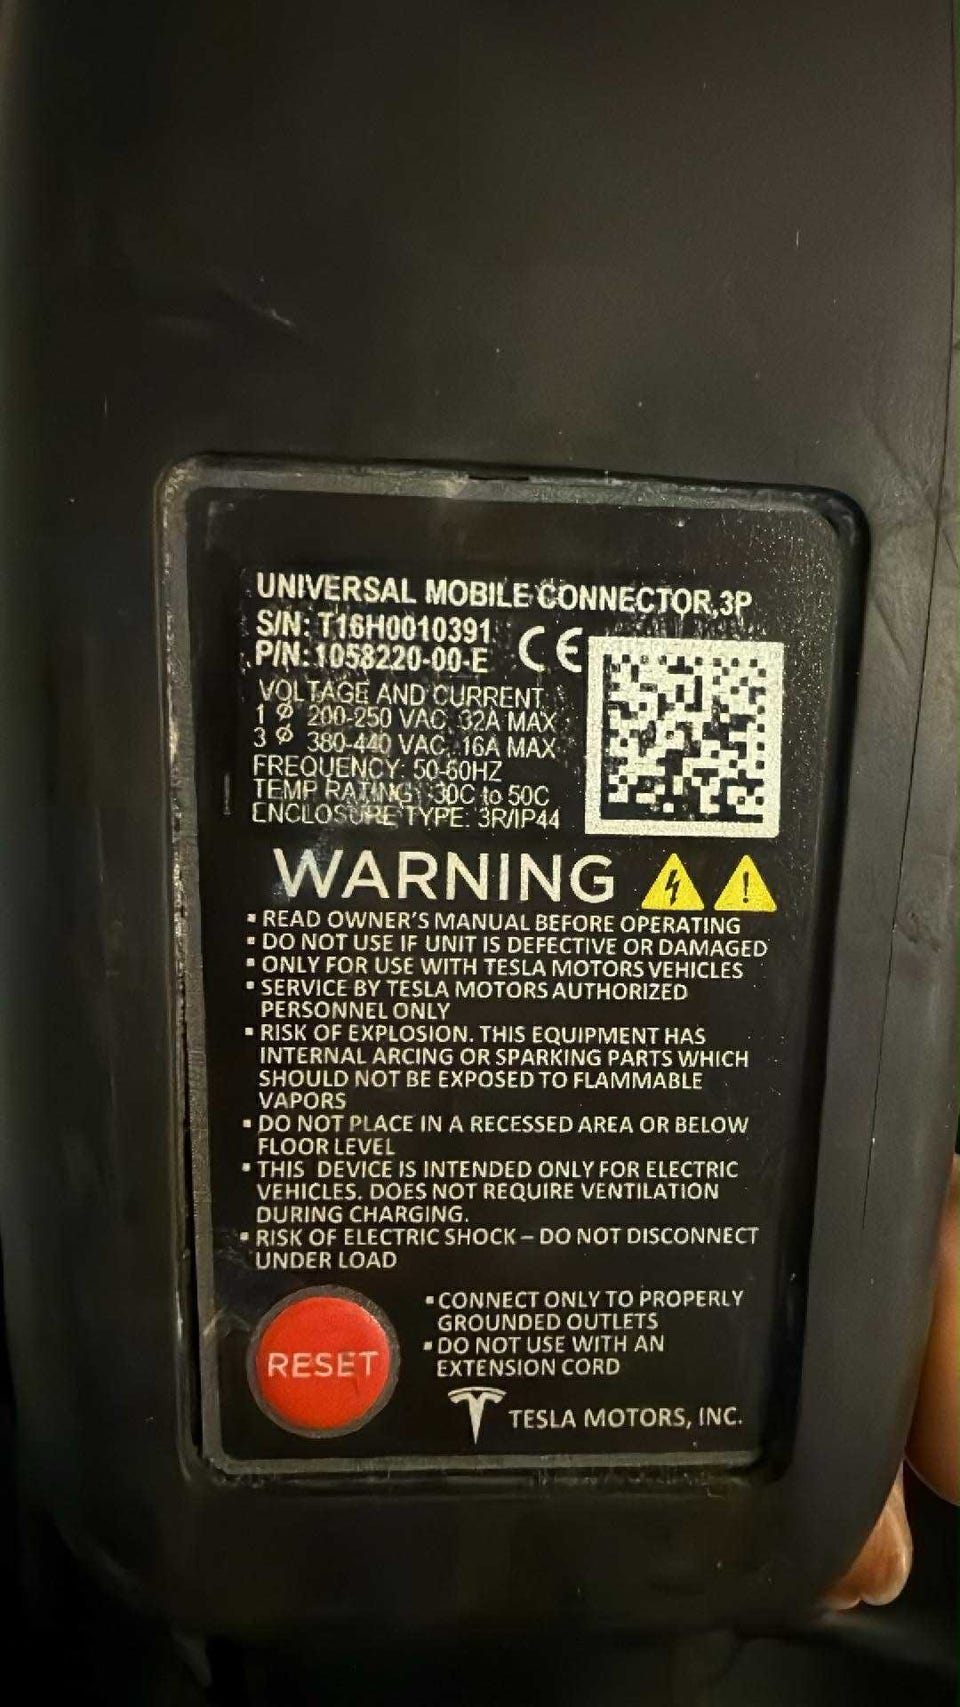 UNIVERSAL MOBILE CONNECTOR,3P
S/N: T16H0010391
P/N: 1058220-00-E
CE
VOLTAGE AND CURRENT
1 Ø 200-250 VAC, 32A MAX
3 Ø 380-440 VAC, 16A MAX
FREQUENCY: 50-60HZ
TEMP RATING: -30C to 50C
ENCLOSURE TYPE: 3R/IP44
WARNING
▪ READ OWNER'S MANUAL BEFORE OPERATING
▪ DO NOT USE IF UNIT IS DEFECTIVE OR DAMAGED
▪ ONLY FOR USE WITH TESLA MOTORS VEHICLES
▪ SERVICE BY TESLA MOTORS AUTHORIZED
PERSONNEL ONLY
▪ RISK OF EXPLOSION. THIS EQUIPMENT HAS
INTERNAL ARCING OR SPARKING PARTS WHICH
SHOULD NOT BE EXPOSED TO FLAMMABLE
VAPORS
▪ DO NOT PLACE IN A RECESSED AREA OR BELOW
FLOOR LEVEL
▪ THIS DEVICE IS INTENDED ONLY FOR ELECTRIC
VEHICLES. DOES NOT REQUIRE VENTILATION
DURING CHARGING.
▪ RISK OF ELECTRIC SHOCK – DO NOT DISCONNECT
UNDER LOAD
RESET
▪ CONNECT ONLY TO PROPERLY
GROUNDED OUTLETS
▪ DO NOT USE WITH AN
EXTENSION CORD
TESLA MOTORS, INC.